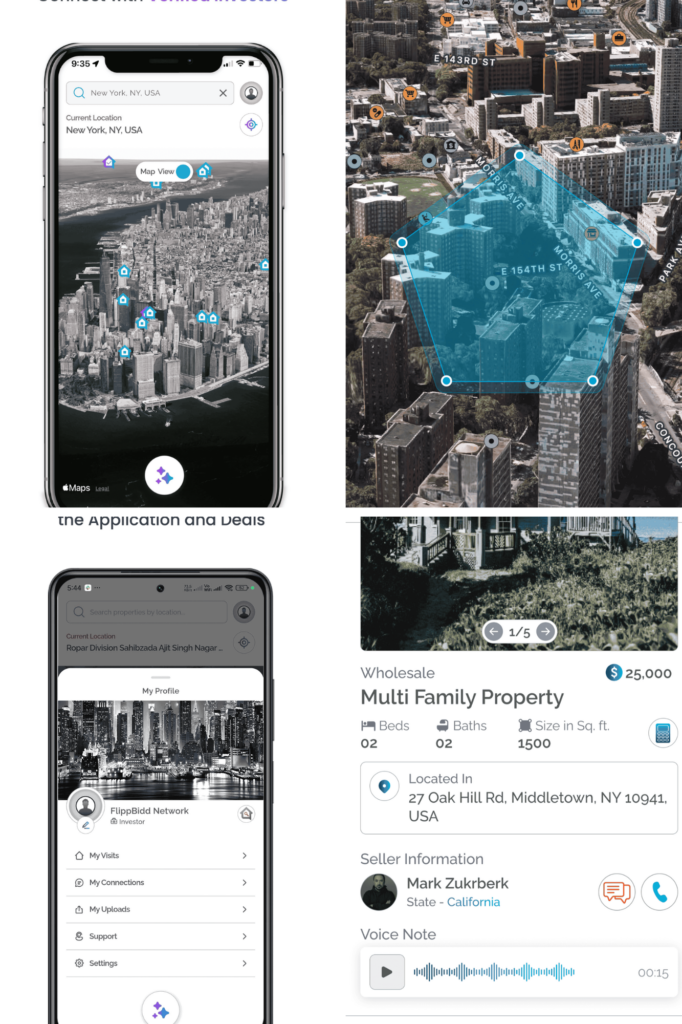 Connect with Verified Investors
9:35
New York, NY, USA
Current Location
New York, NY, USA
Map View
Maps
Legal
E 143RD ST
MORRIS AVE
MORRIS AVE
E 154TH ST
PARK AV
CONCOU
the Application and Deals
5:44
Search properties by location..
Current Location
Ropar Division Sahibzada Ajit Singh Nagar ...
My Profile
FlippBidd Network
Investor
My Visits
My Connections
My Uploads
Support
Settings
1/5
Wholesale
$ 25,000
Multi Family Property
Beds Baths Size in Sq. ft.
02 02 1500
Located In
27 Oak Hill Rd, Middletown, NY 10941,
USA
Seller Information
Mark Zukrberk
State - California
Voice Note
00:15